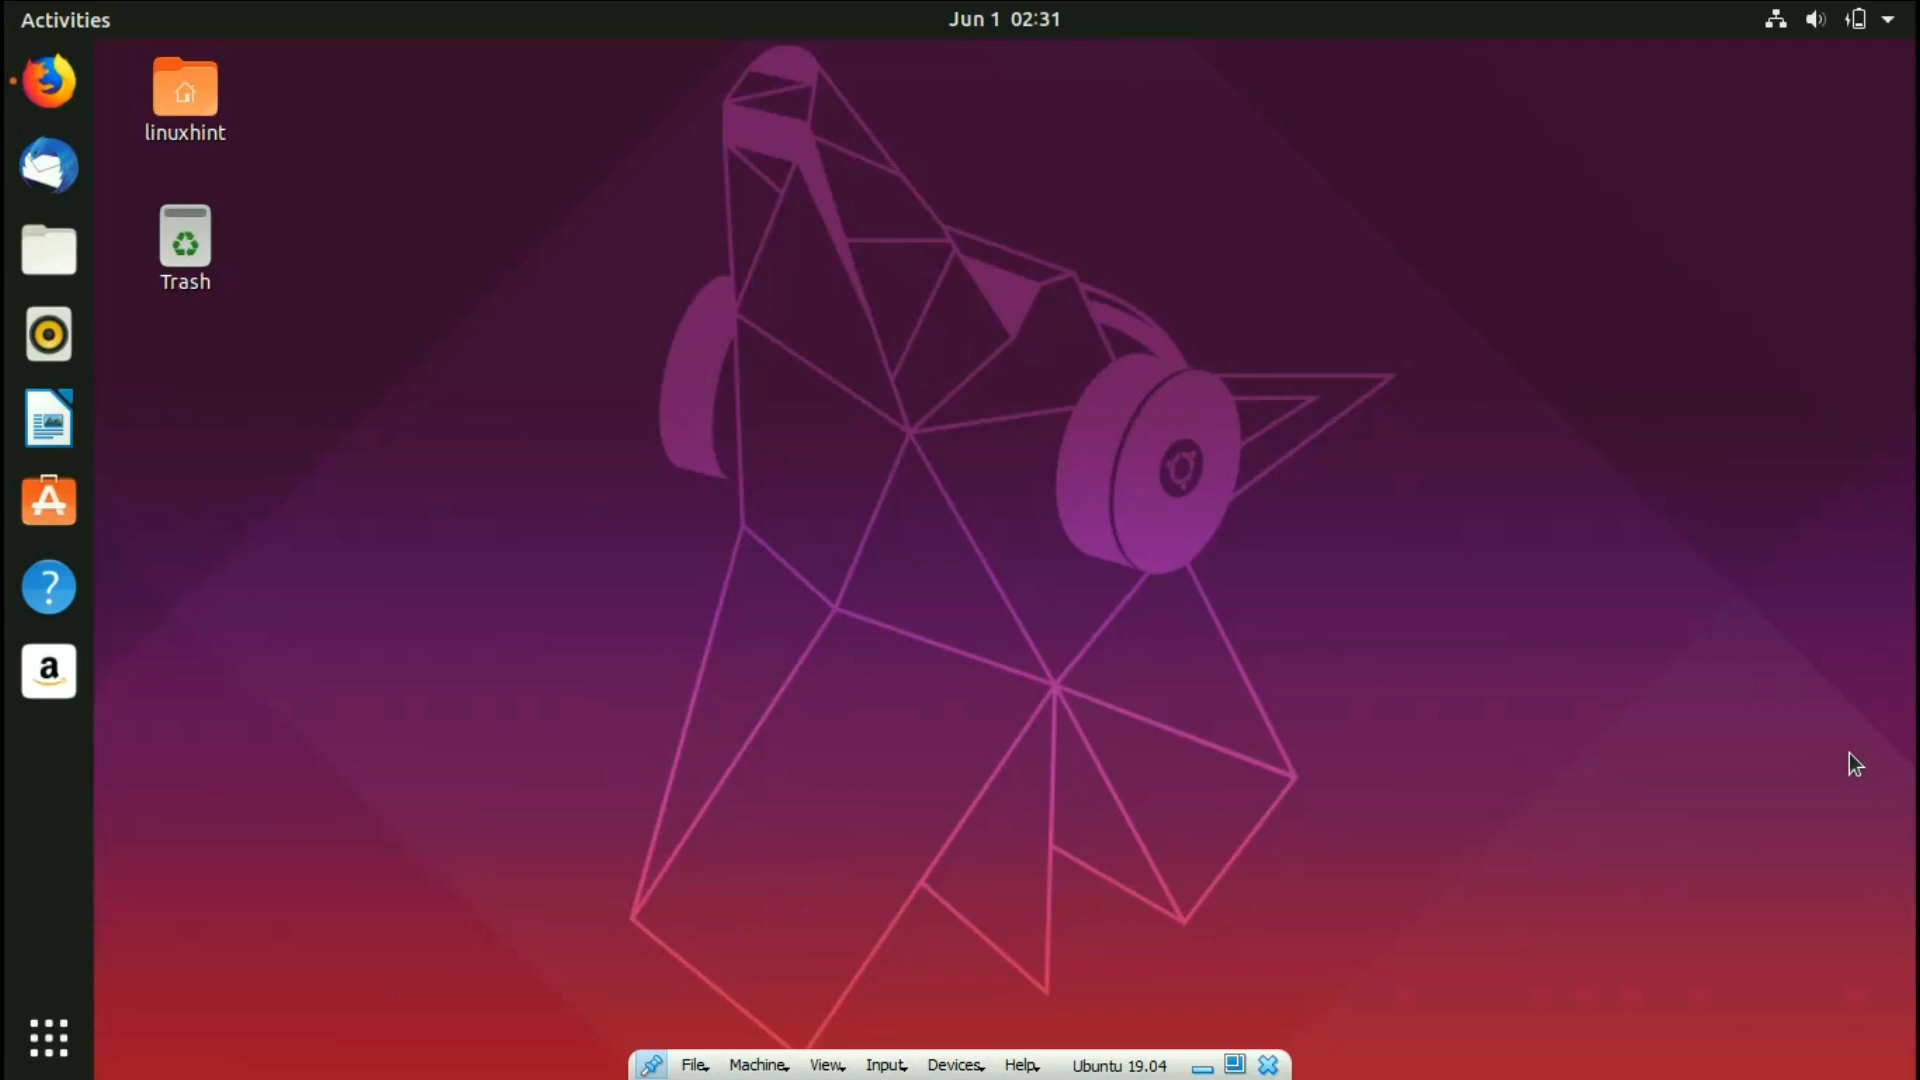 Activities
Jun 1 02:31
linuxhint
Trash
?
a
File Machine View Input Devices Help Ubuntu 19.04